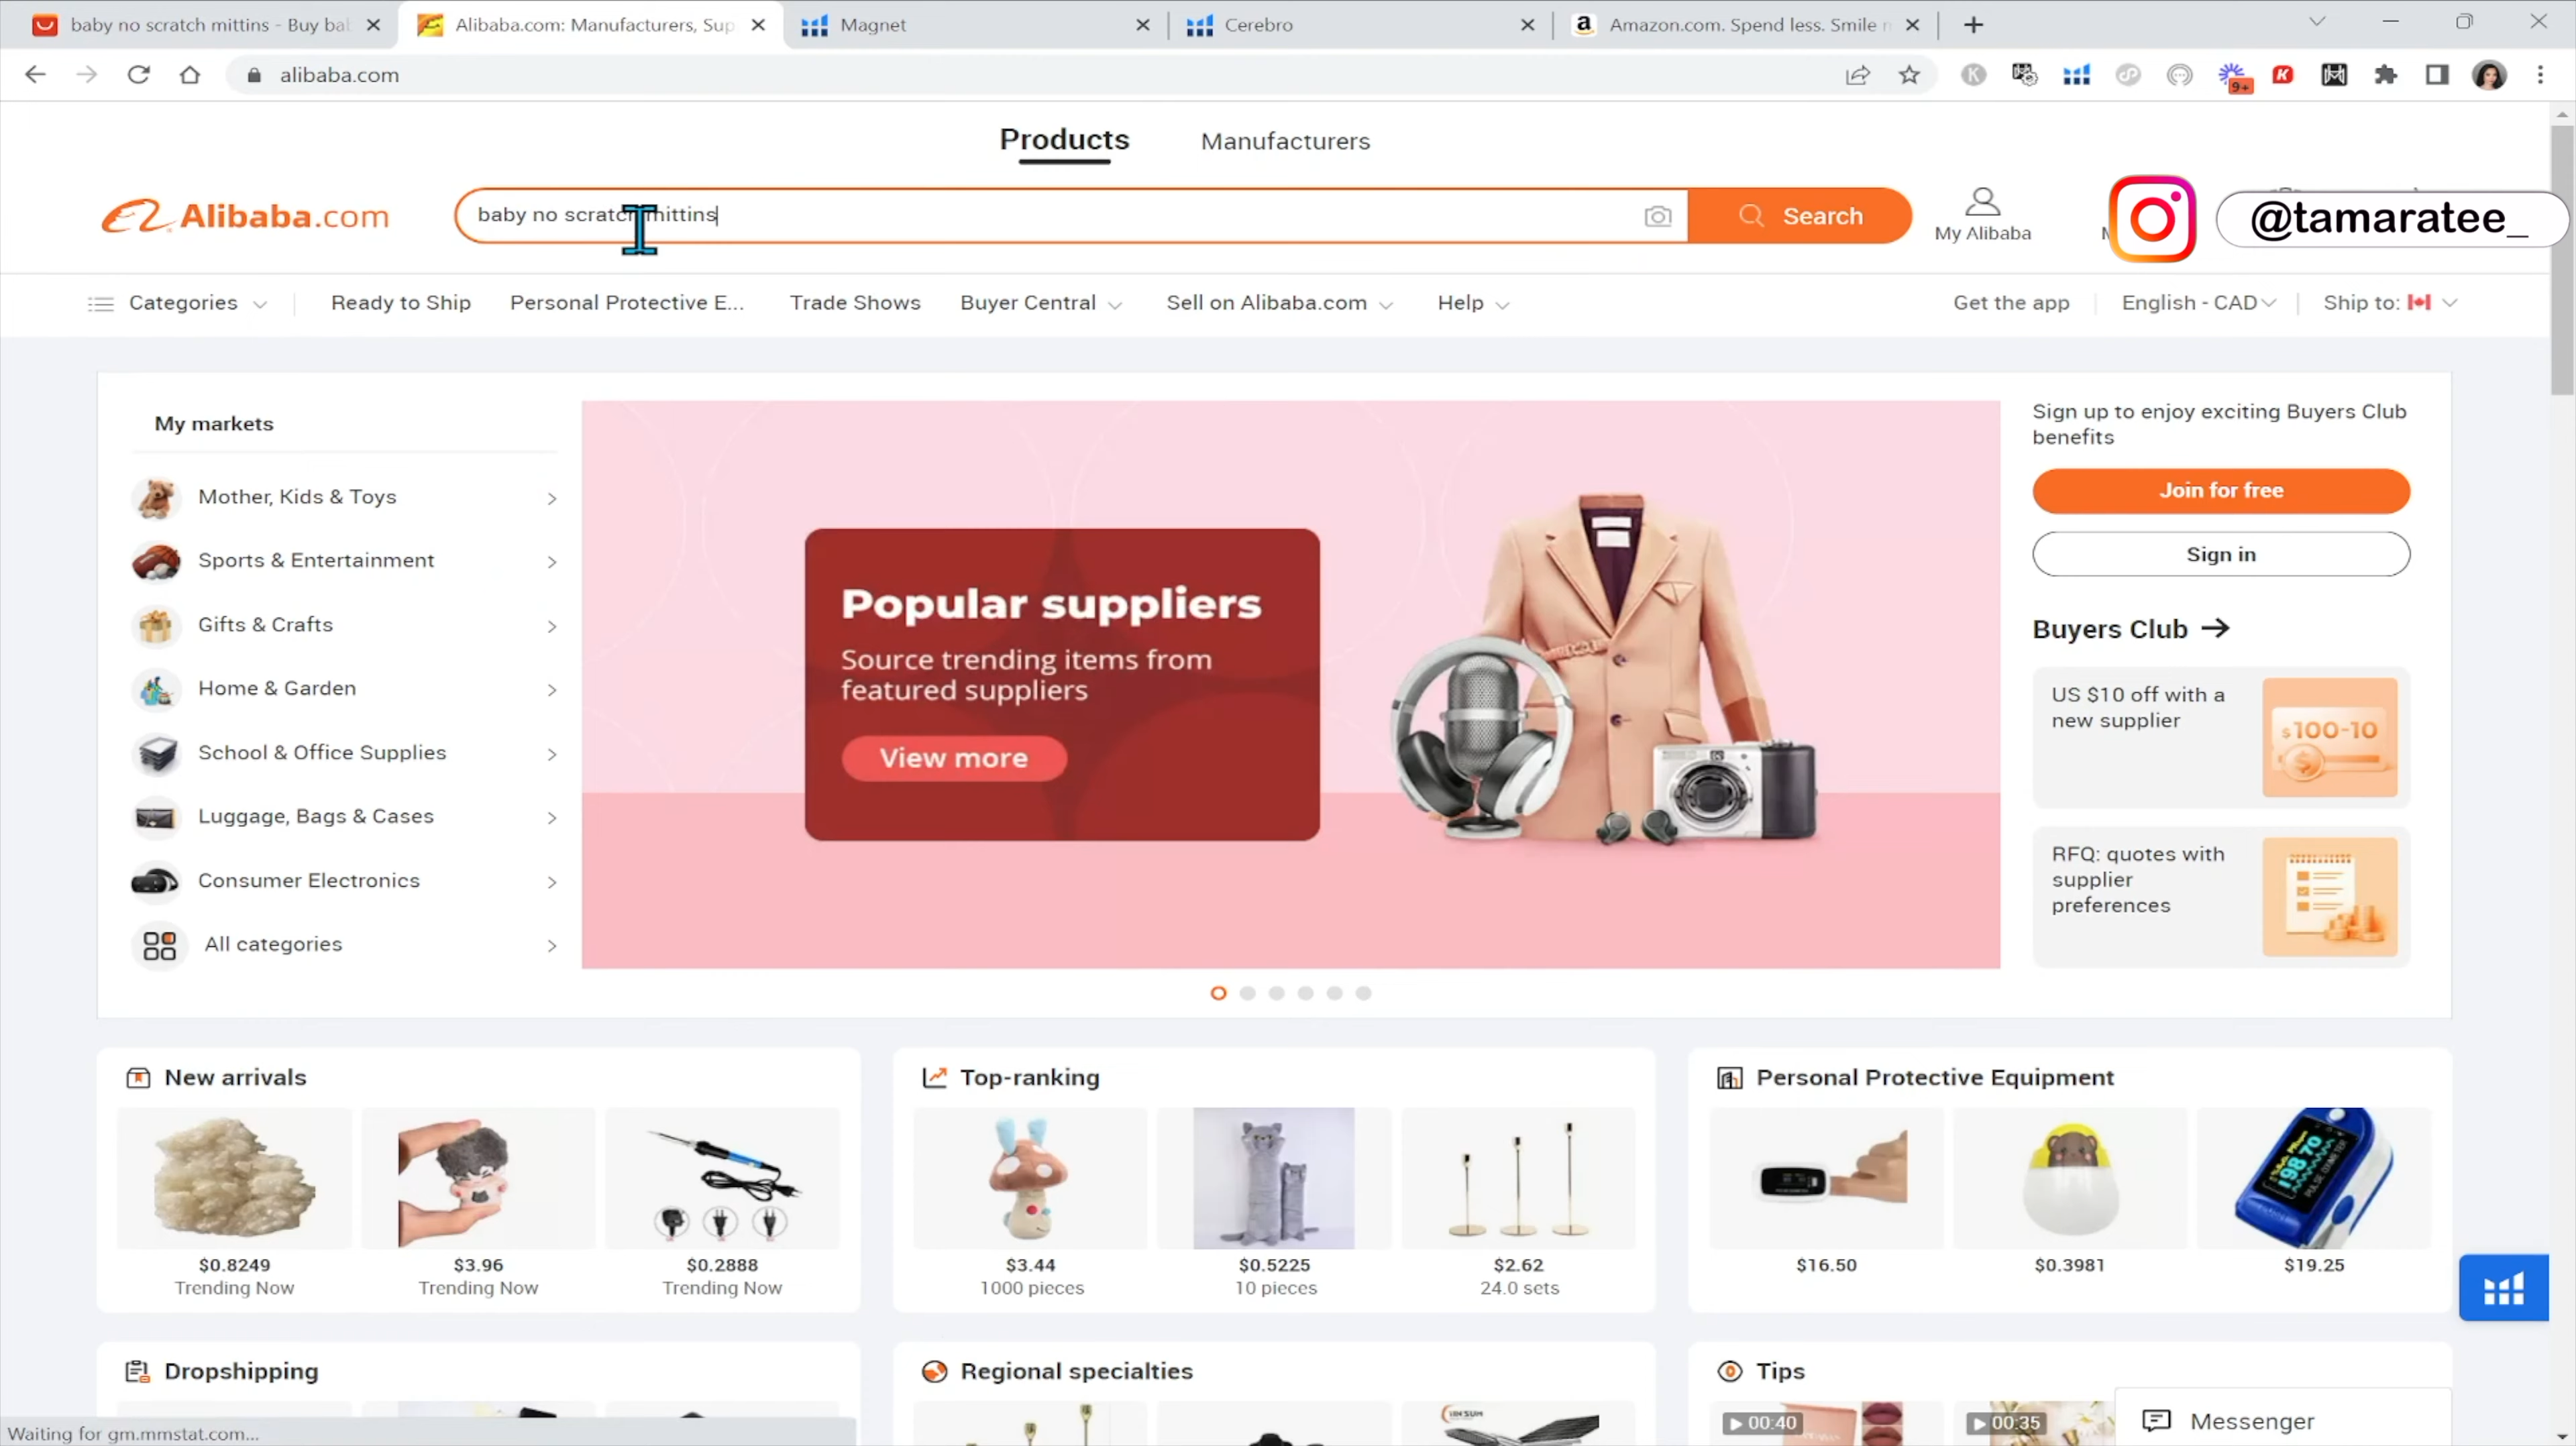 baby no scratch mittins - Buy bal
Alibaba.com: Manufacturers, Sup
Magnet
Cerebro
Amazon.com. Spend less. Smile
alibaba.com
9+
Products
Manufacturers
Alibaba.com
baby no scratch mittins
Search
My Alibaba
@tamaratee_
Categories
Ready to Ship
Personal Protective E...
Trade Shows
Buyer Central
Sell on Alibaba.com
Help
Get the app
English - CAD
Ship to:
My markets
Mother, Kids & Toys
Sports & Entertainment
Gifts & Crafts
Home & Garden
School & Office Supplies
Luggage, Bags & Cases
Consumer Electronics
All categories
Popular suppliers
Source trending items from
featured suppliers
View more
Sign up to enjoy exciting Buyers Club
benefits
Join for free
Sign in
Buyers Club
US $10 off with a
new supplier
$100-10
RFQ: quotes with
supplier
preferences
New arrivals
$0.8249
Trending Now
$3.96
Trending Now
$0.2888
Trending Now
Top-ranking
$3.44
1000 pieces
$0.5225
10 pieces
$2.62
24.0 sets
Personal Protective Equipment
$16.50
$0.3981
$19.25
Dropshipping
Regional specialties
Tips
00:40
00:35
Messenger
Waiting for gm.mmstat.com...